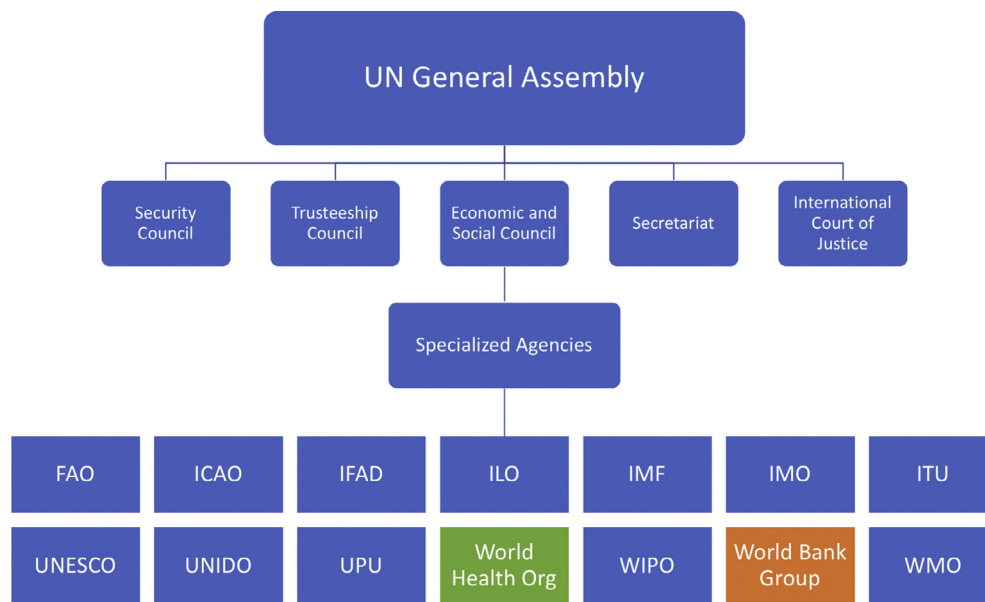 UN General Assembly
Security
Council
Trusteeship
Council
Economic and
Social Council
Secretariat
International
Court of
Justice
Specialized Agencies
FAO
ICAO
IFAD
ILO
IMF
IMO
ITU
UNESCO
UNIDO
UPU
World
Health Org
WIPO
World Bank
Group
WMO